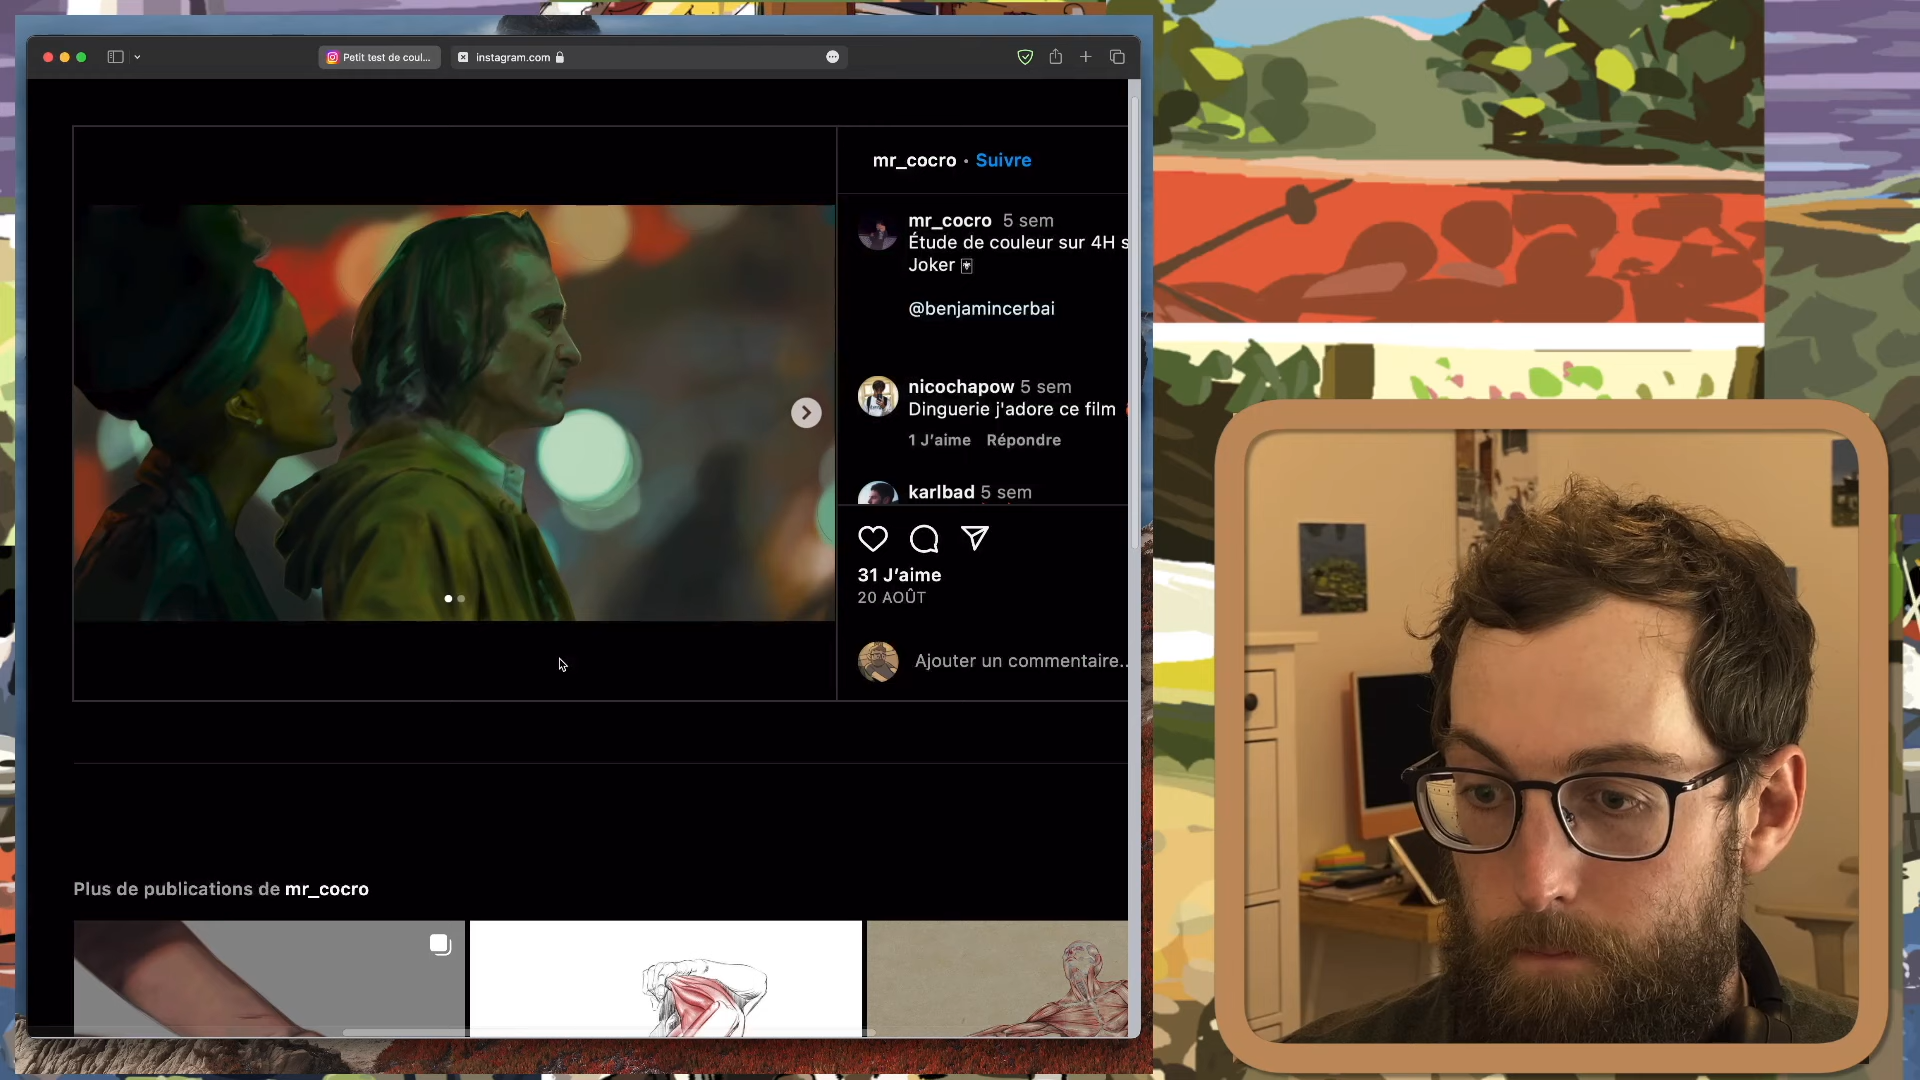 Petit test de coul...
instagram.com
mr_cocro • Suivre
mr_cocro 5 sem
Étude de couleur sur 4H s
Joker 🃏
@benjamincerbai
nicochapow 5 sem
Dinguerie j'adore ce film
1 J'aime Répondre
karlbad 5 sem
31 J'aime
20 AOÛT
Ajouter un commentaire...
Plus de publications de mr_cocro